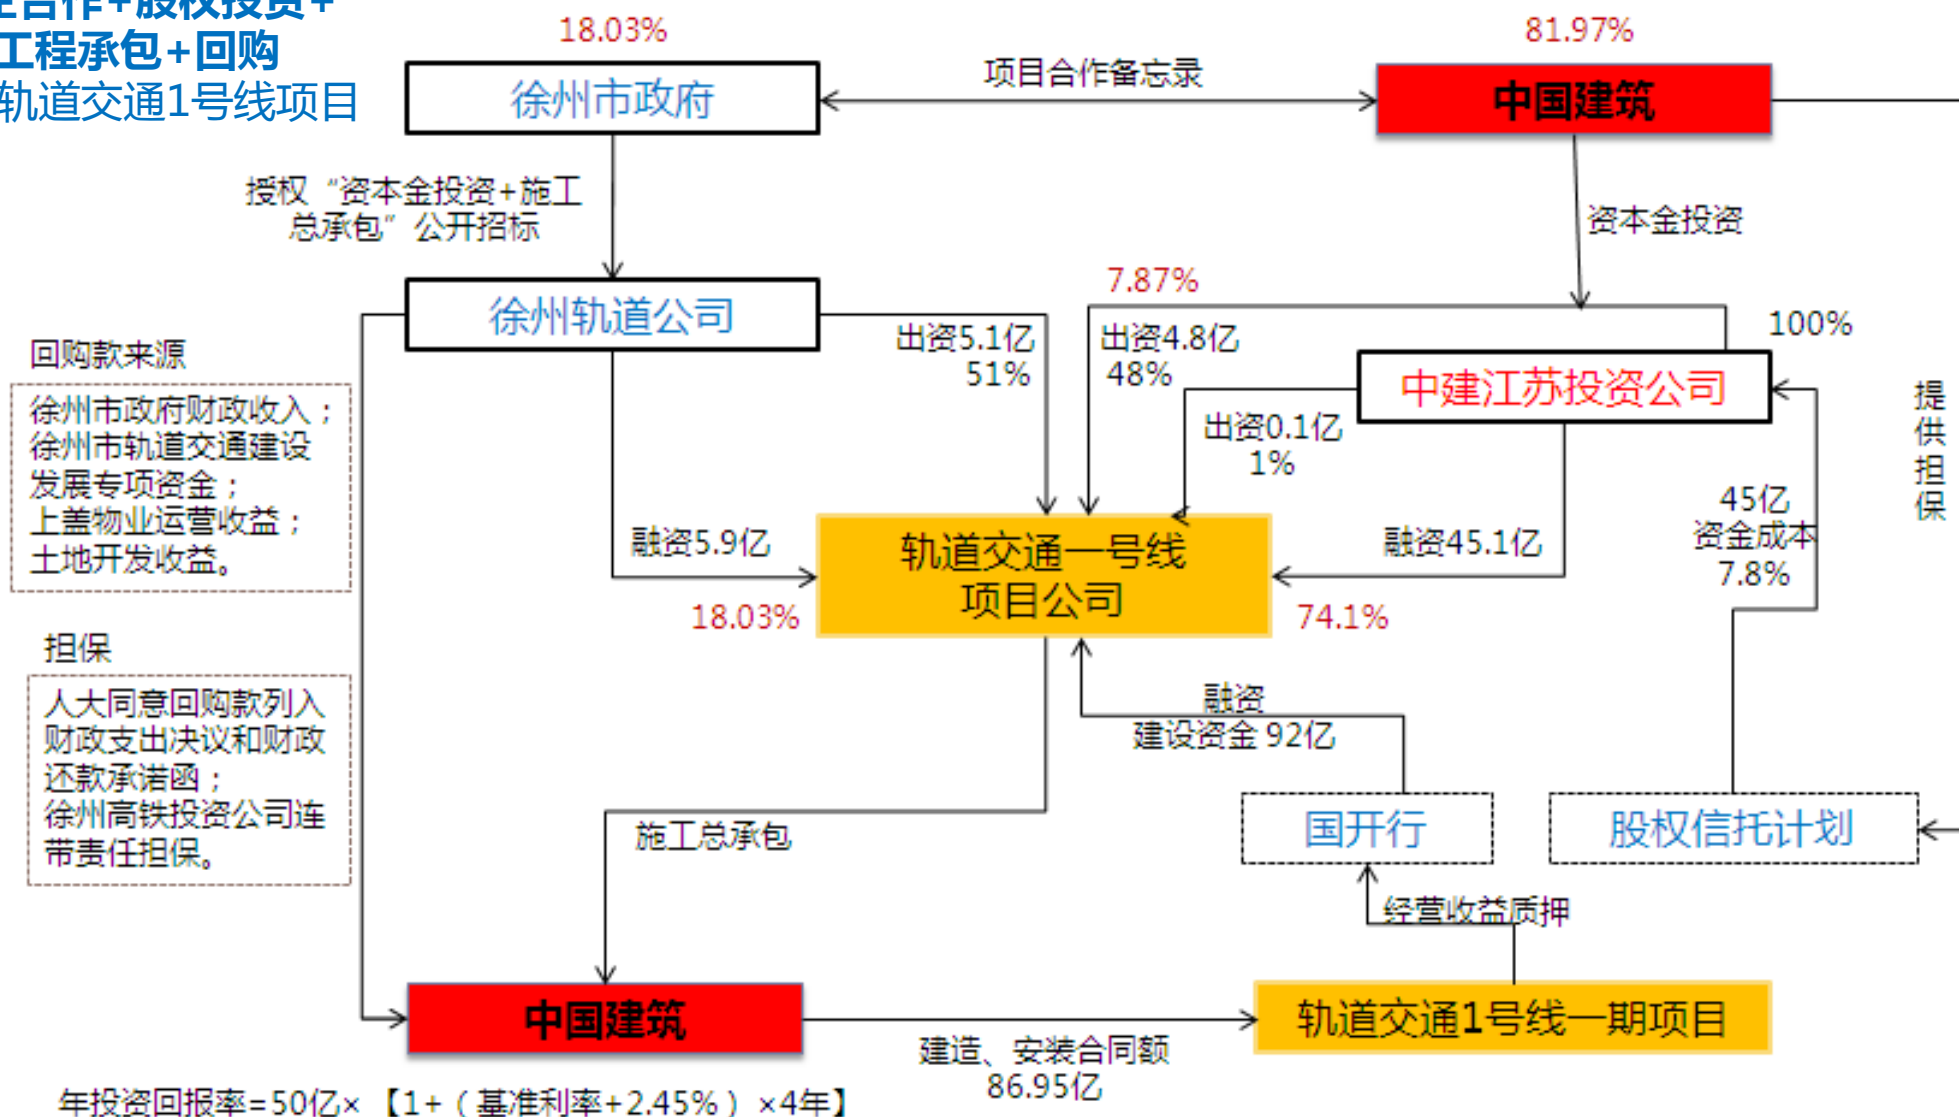 合作+股权投资+
工程承包+回购
轨道交通1号线项目
18.03%
81.97%
徐州市政府
项目合作备忘录
中国建筑
授权“资本金投资+施工
总承包”公开招标
资本金投资
徐州轨道公司
7.87%
出资5.1亿
51%
出资4.8亿
48%
100%
中建江苏投资公司
出资0.1亿
1%
回购款来源
徐州市政府财政收入；
徐州市轨道交通建设
发展专项资金；
上盖物业运营收益；
土地开发收益。
提
供
担
保
45亿
资金成本
7.8%
融资5.9亿
轨道交通一号线
项目公司
融资45.1亿
18.03%
74.1%
担保
人大同意回购款列入
财政支出决议和财政
还款承诺函；
徐州高铁投资公司连
带责任担保。
融资
建设资金 92亿
施工总承包
国开行
股权信托计划
经营收益质押
中国建筑
轨道交通1号线一期项目
建造、安装合同额
86.95亿
年投资回报率=50亿×【1+（基准利率+2.45%）×4年】